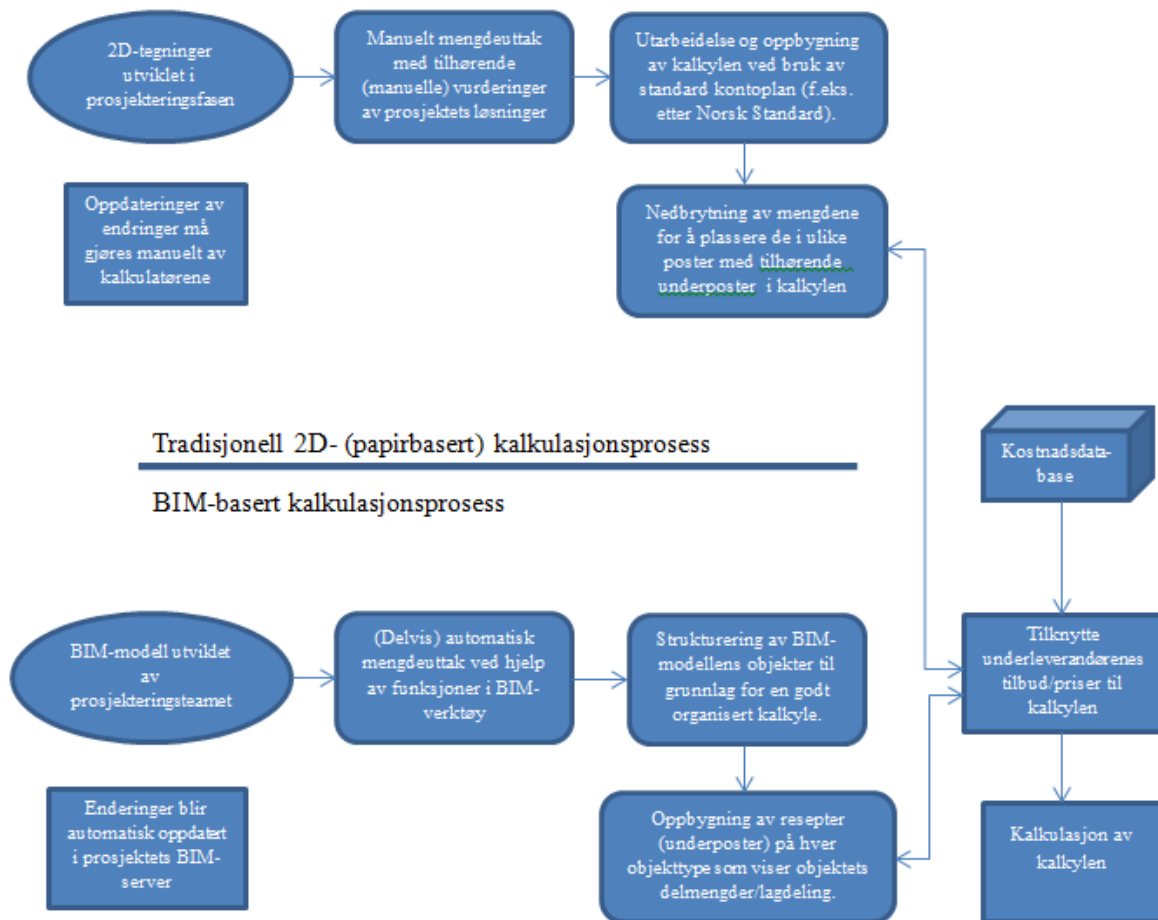 2D-tegninger
utviklet i
prosjekteringsfasen
Manuelt mengdeuttak
med tilhørende
(manuelle) vurderinger
av prosjektets løsninger
Utarbeidelse og oppbygning
av kalkylen ved bruk av
standard kontoplan (f.eks.
etter Norsk Standard).
Oppdateringer av
endringer må
gjøres manuelt av
kalkulatørene
Nedbrytning av mengdene
for å plassere de i ulike
poster med tilhørende
underposter i kalkylen
Tradisjonell 2D- (papirbasert) kalkulasjonsprosess
BIM-basert kalkulasjonsprosess
Kostnadsdata-
base
BIM-modell utviklet
av
prosjekteringsteamet
(Delvis) automatisk
mengdeuttak ved hjelp
av funksjoner i BIM-
verktøy
Strukturering av BIM-
modellens objekter til
grunnlag for en godt
organisert kalkyle.
Tilknytte
underleverandørenes
tilbud/priser til
kalkylen
Enderinger blir
automatisk oppdatert
i prosjektets BIM-
server
Oppbygning av resepter
(underposter) på hver
objekttype som viser objektets
delmengder/lagdeling.
Kalkulasjon av
kalkylen